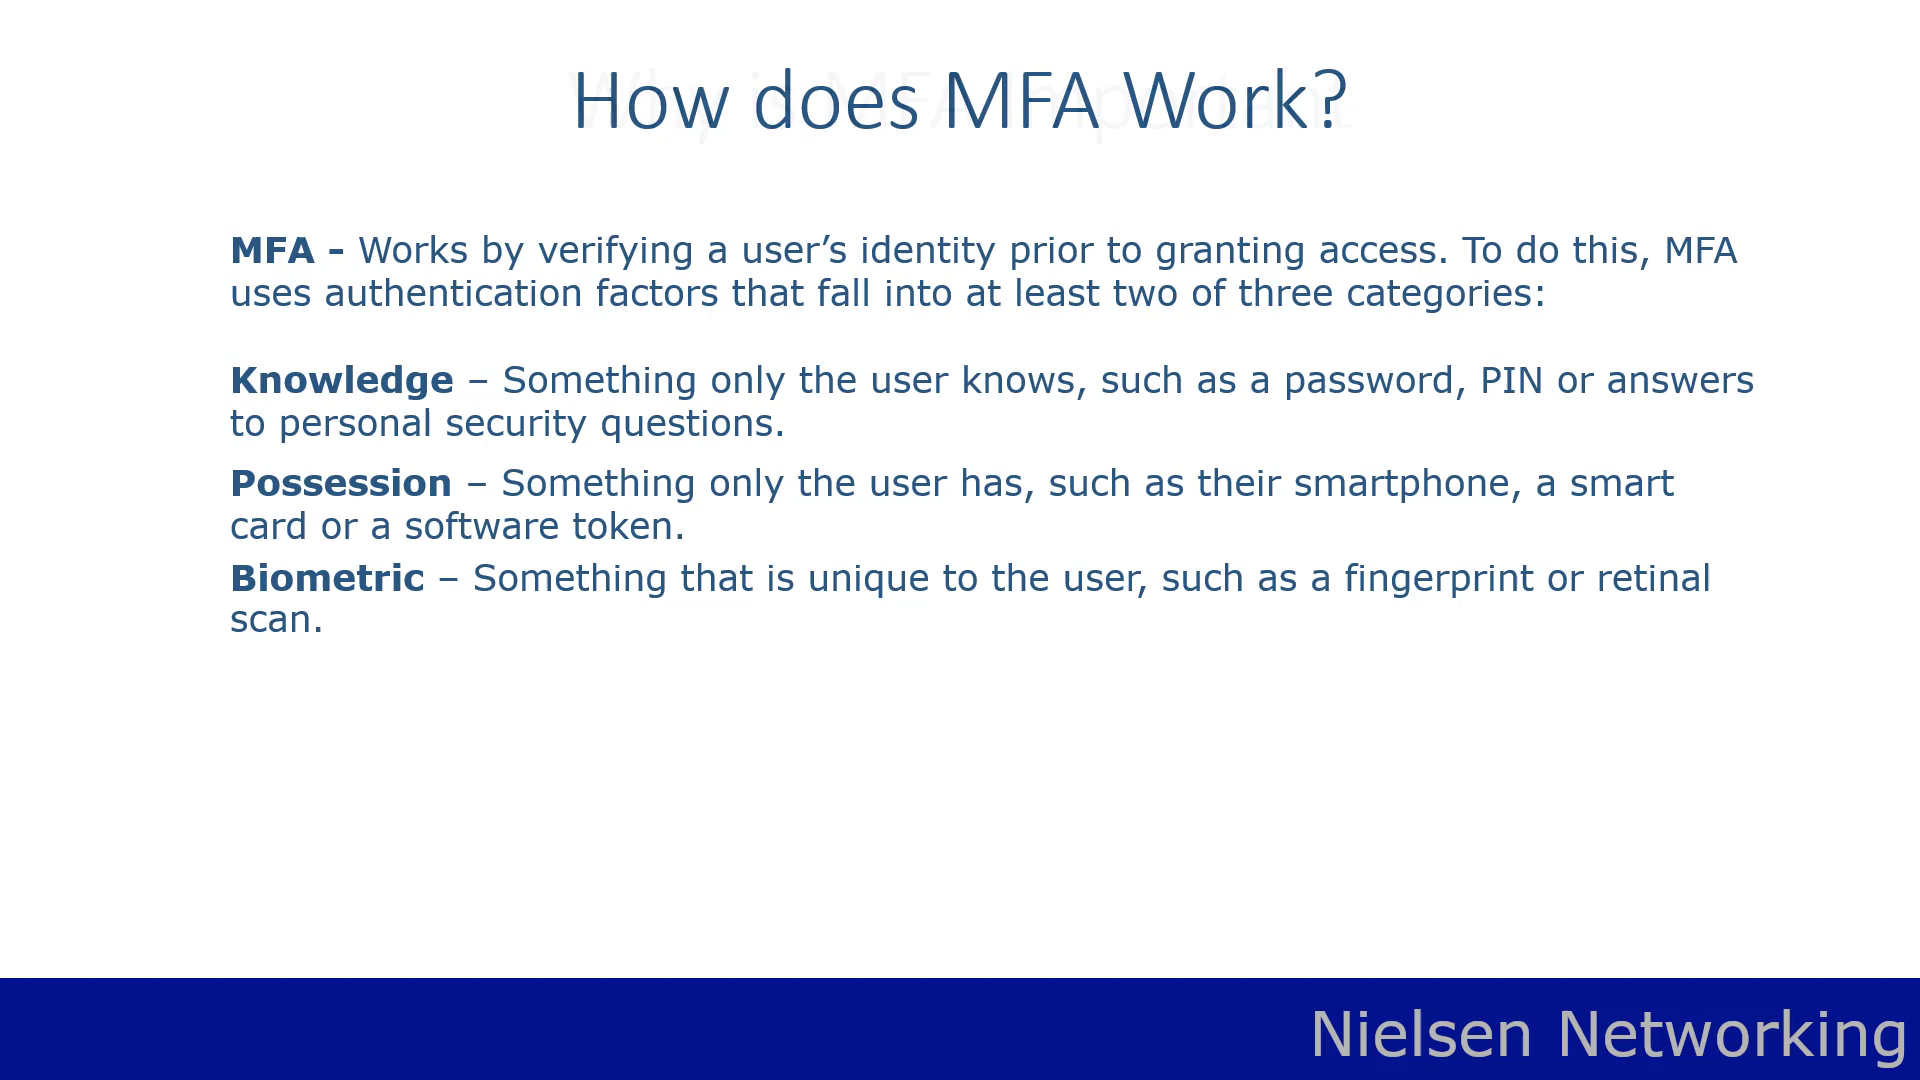 How does MFA Work?
Why is MFA Important
MFA – Works by verifying a user’s identity prior to granting access. To do this, MFA
uses authentication factors that fall into at least two of three categories:
Knowledge – Something only the user knows, such as a password, PIN or answers
to personal security questions.
Possession – Something only the user has, such as their smartphone, a smart
card or a software token.
Biometric – Something that is unique to the user, such as a fingerprint or retinal
scan.
Nielsen Networking